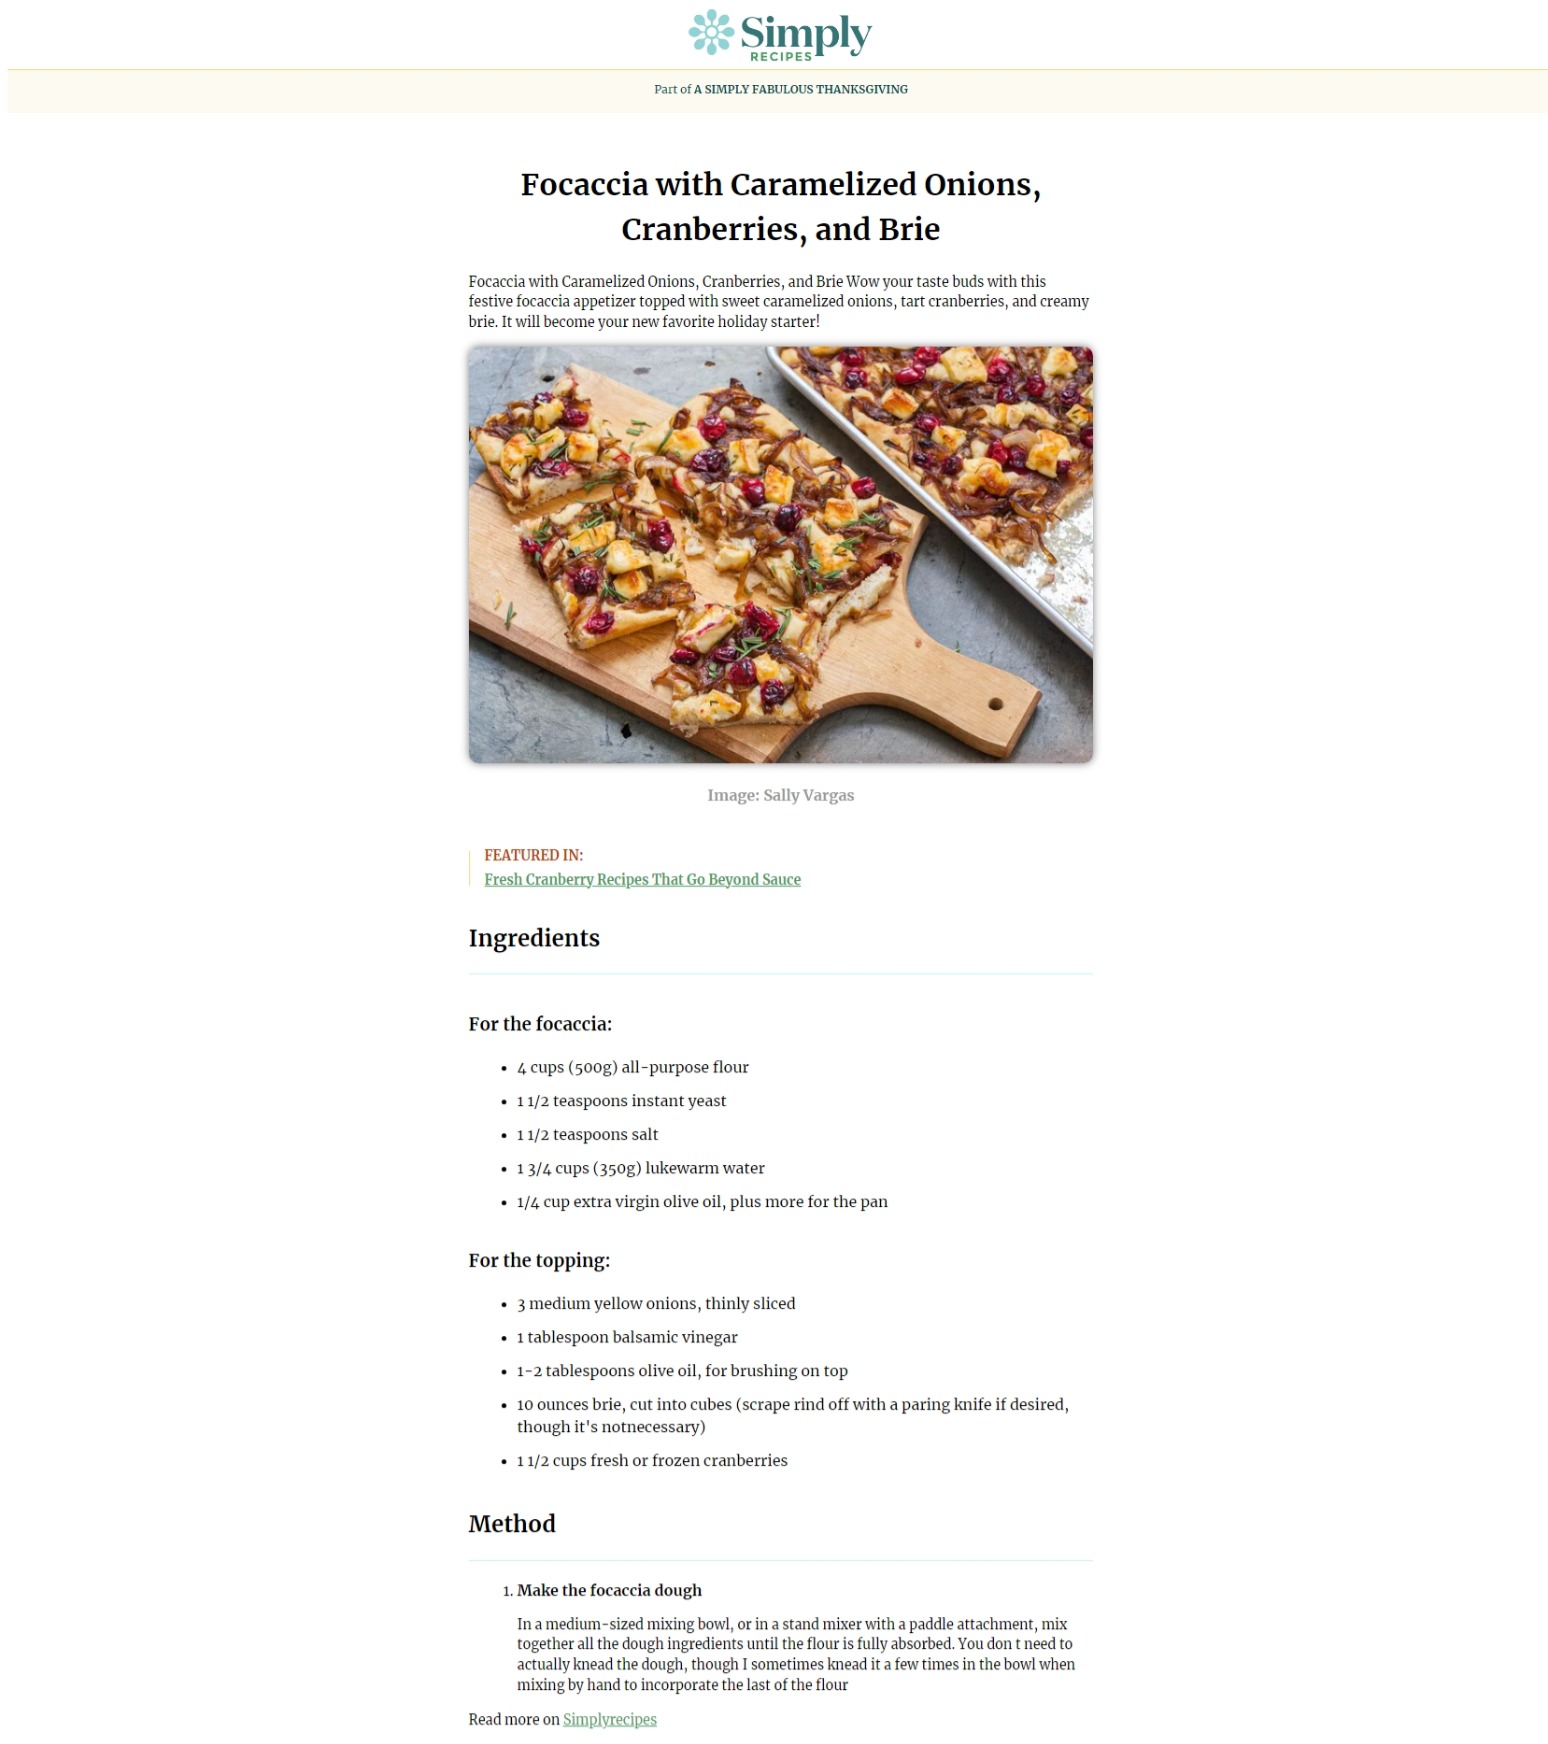 Simply
RECIPES
Part of A SIMPLY FABULOUS THANKSGIVING
Focaccia with Caramelized Onions,
Cranberries, and Brie
Focaccia with Caramelized Onions, Cranberries, and Brie Wow your taste buds with this
festive focaccia appetizer topped with sweet caramelized onions, tart cranberries, and creamy
brie. It will become your new favorite holiday starter!
Image: Sally Vargas
FEATURED IN:
Fresh Cranberry Recipes That Go Beyond Sauce
Ingredients
For the focaccia:
• 4 cups (500g) all-purpose flour
• 1 1/2 teaspoons instant yeast
• 1 1/2 teaspoons salt
• 1 3/4 cups (350g) lukewarm water
• 1/4 cup extra virgin olive oil, plus more for the pan
For the topping:
• 3 medium yellow onions, thinly sliced
• 1 tablespoon balsamic vinegar
• 1-2 tablespoons olive oil, for brushing on top
• 10 ounces brie, cut into cubes (scrape rind off with a paring knife if desired,
though it's notnecessary)
• 1 1/2 cups fresh or frozen cranberries
Method
1. Make the focaccia dough
In a medium-sized mixing bowl, or in a stand mixer with a paddle attachment, mix
together all the dough ingredients until the flour is fully absorbed. You don t need to
actually knead the dough, though I sometimes knead it a few times in the bowl when
mixing by hand to incorporate the last of the flour
Read more on Simplyrecipes